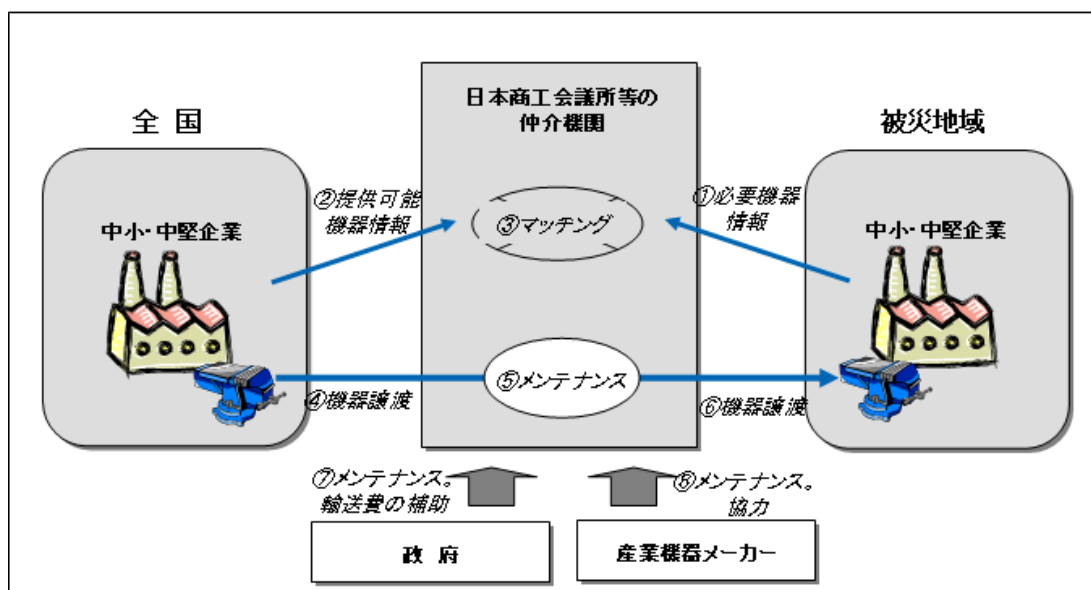 日本商工会議所等の
仲介機関
全 国
被災地域
②提供可能
機器情報
①必要機器
情報
中小・中堅企業
③マッチング
中小・中堅企業
⑤メンテナンス
④機器譲渡
⑥機器譲渡
⑦メンテナンス。
輸送費の補助
⑧メンテナンス。
協力
政 府
産業機器メーカー